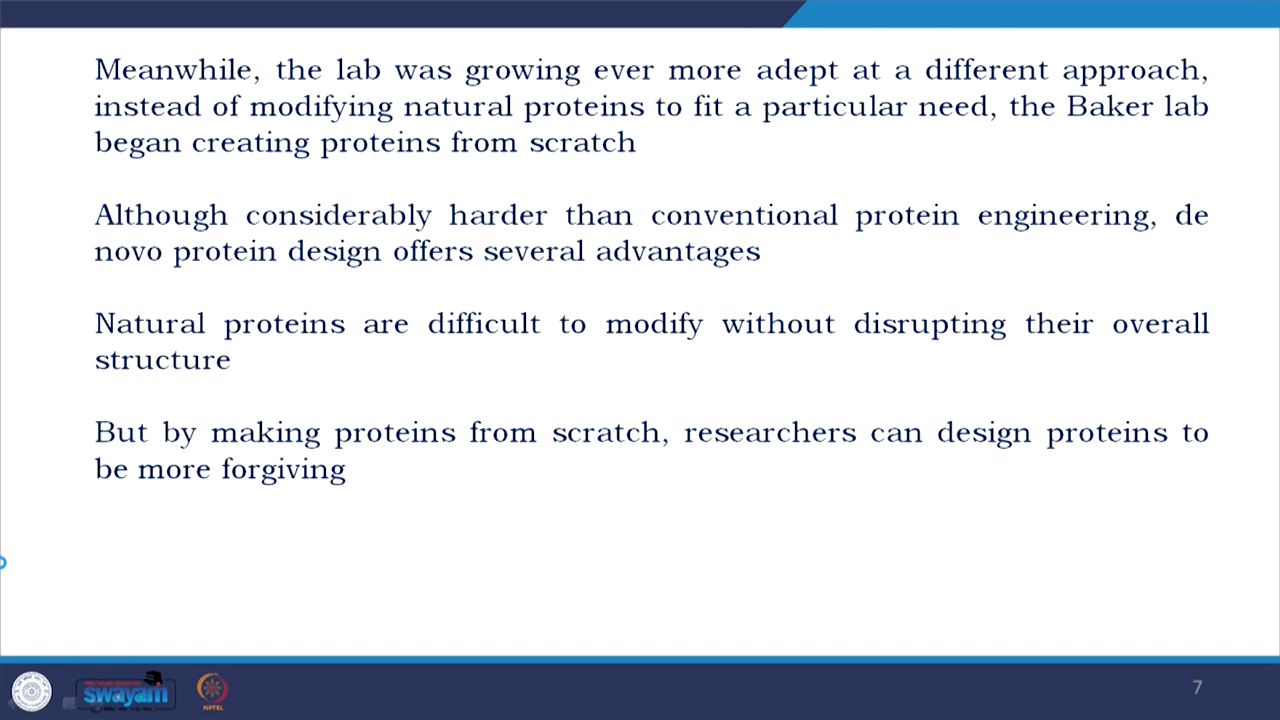 Meanwhile, the lab was growing ever more adept at a different approach,
instead of modifying natural proteins to fit a particular need, the Baker lab
began creating proteins from scratch
Although considerably harder than conventional protein engineering, de
novo protein design offers several advantages
Natural proteins are difficult to modify without disrupting their overall
structure
But by making proteins from scratch, researchers can design proteins to
be more forgiving
swayam
NPTEL
7